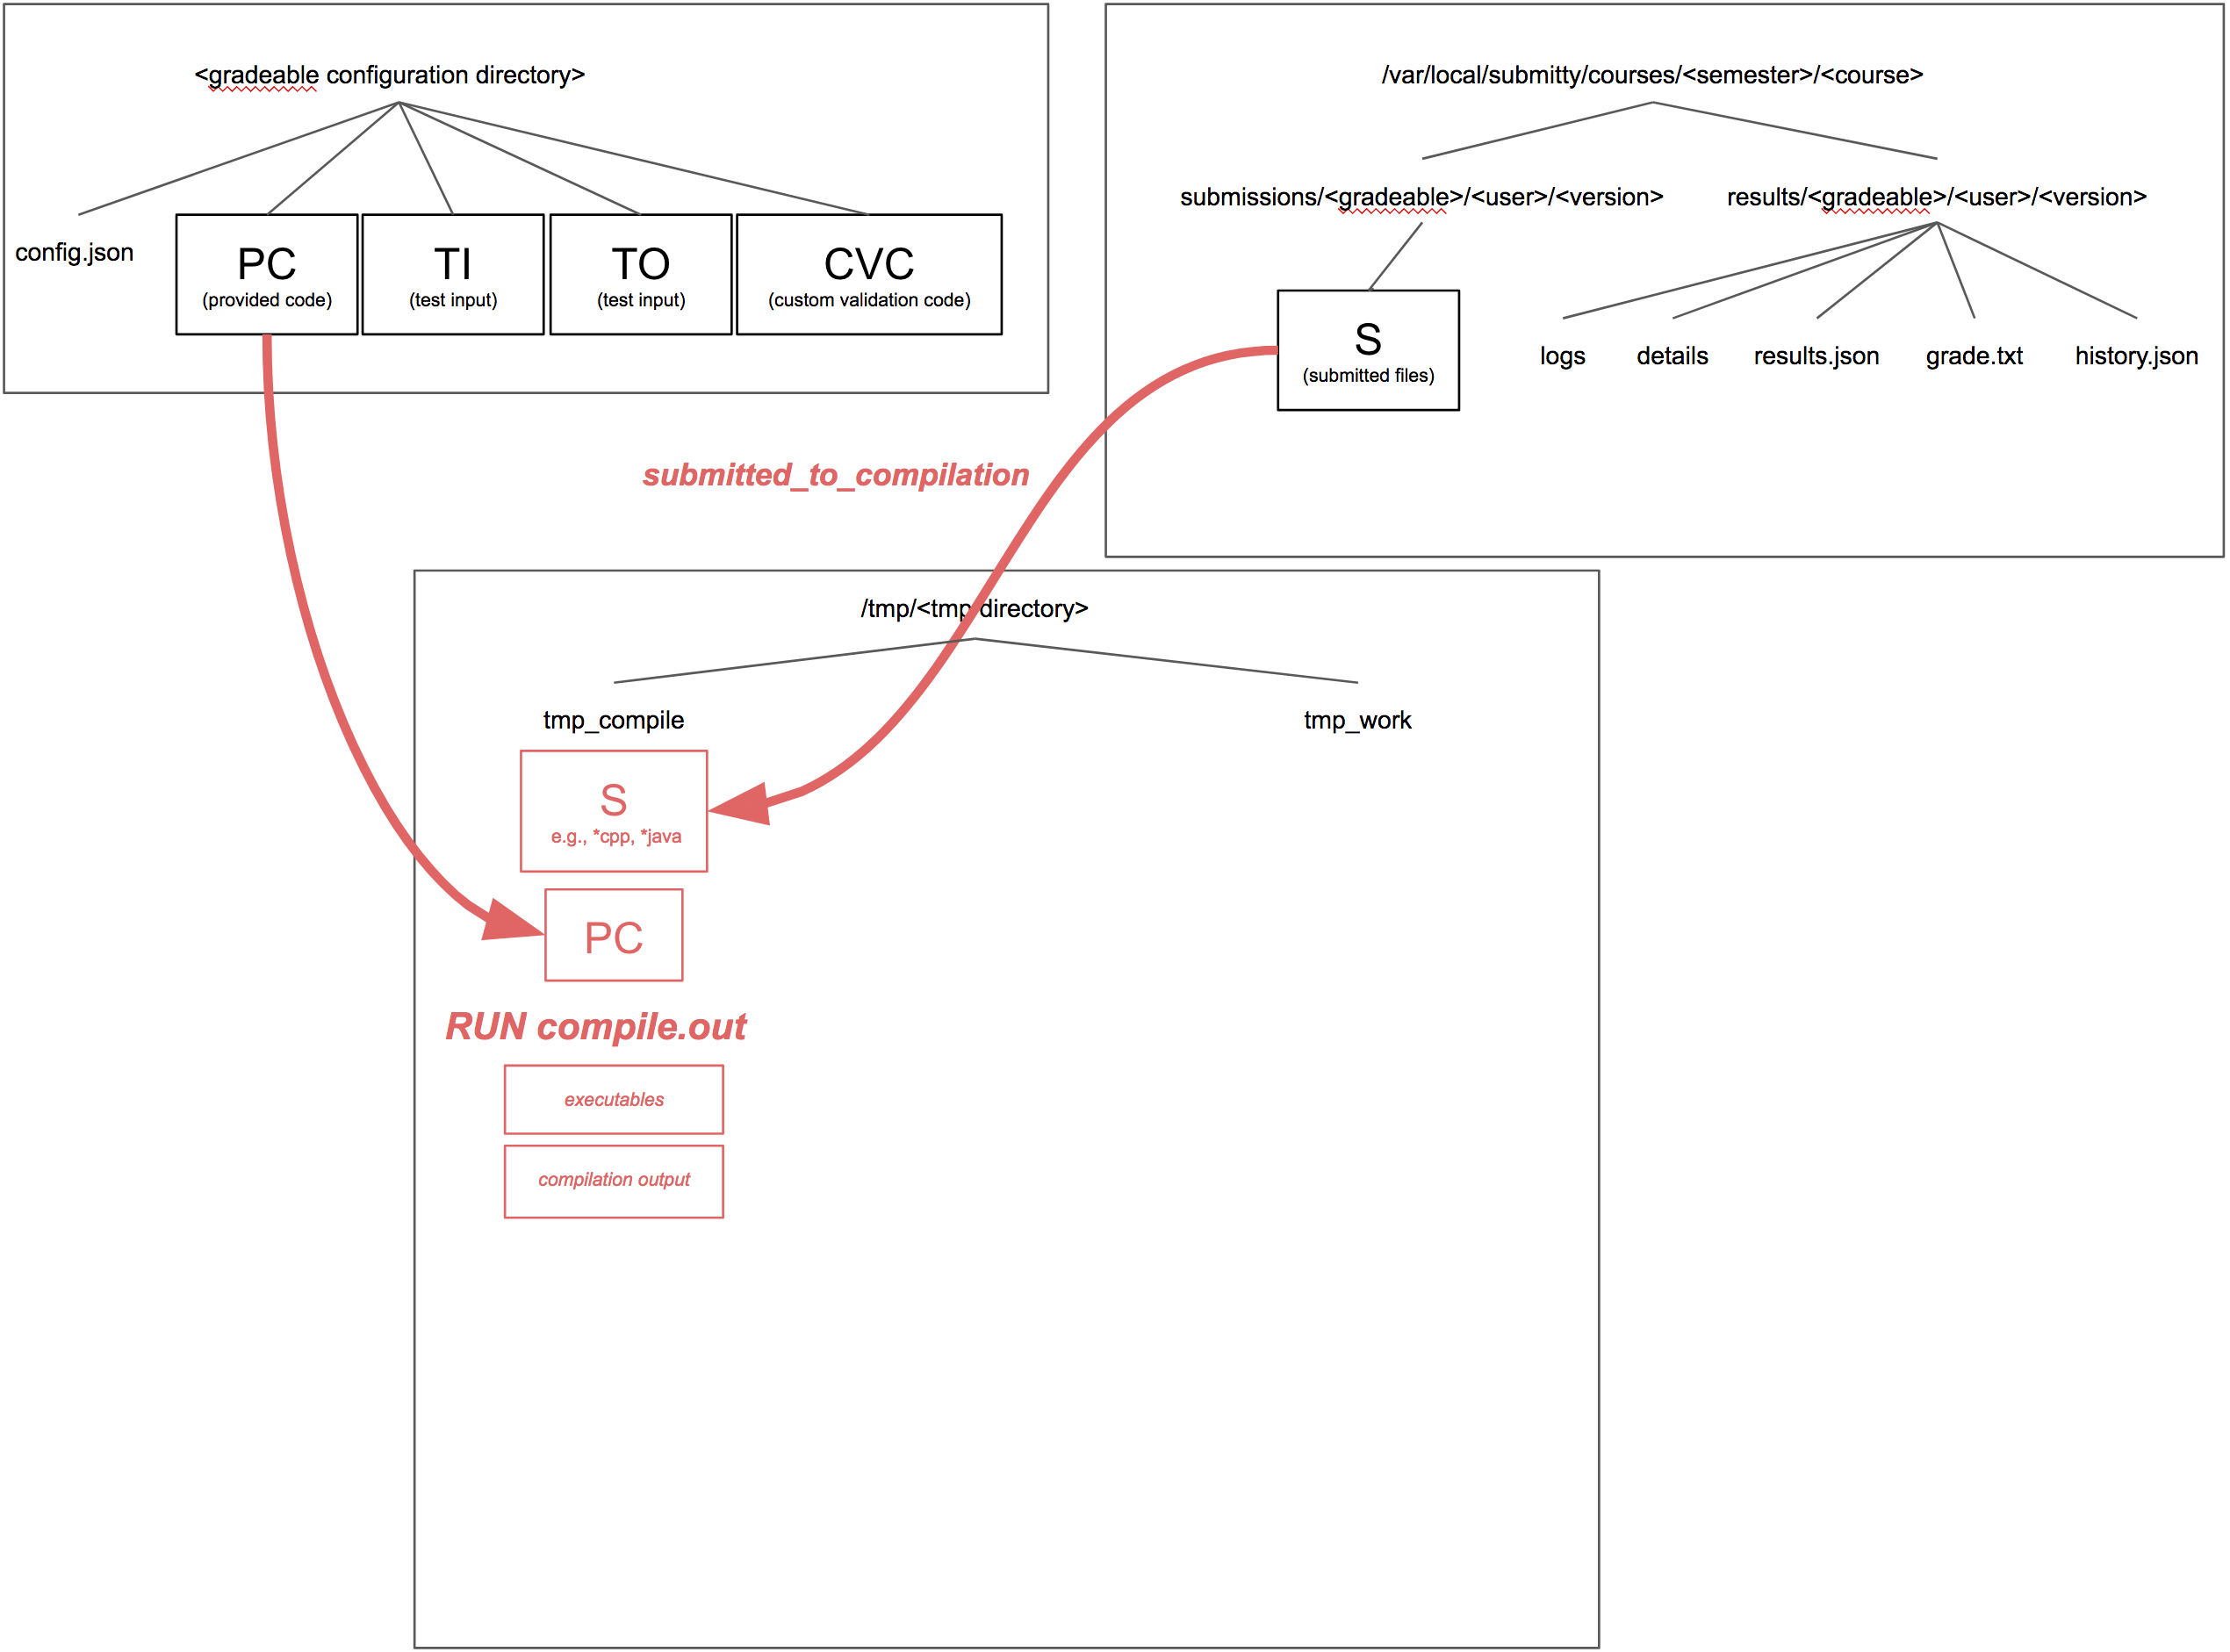 <gradeable configuration directory>
config.json
PC
(provided code)
TI
(test input)
TO
(test input)
CVC
(custom validation code)
/var/local/submitty/courses/<semester>/<course>
submissions/<gradeable>/<user>/<version>
results/<gradeable>/<user>/<version>
S
(submitted files)
logs
details
results.json
grade.txt
history.json
submitted_to_compilation
/tmp/<tmp directory>
tmp_compile
tmp_work
S
e.g., *cpp, *java
PC
RUN compile.out
executables
compilation output